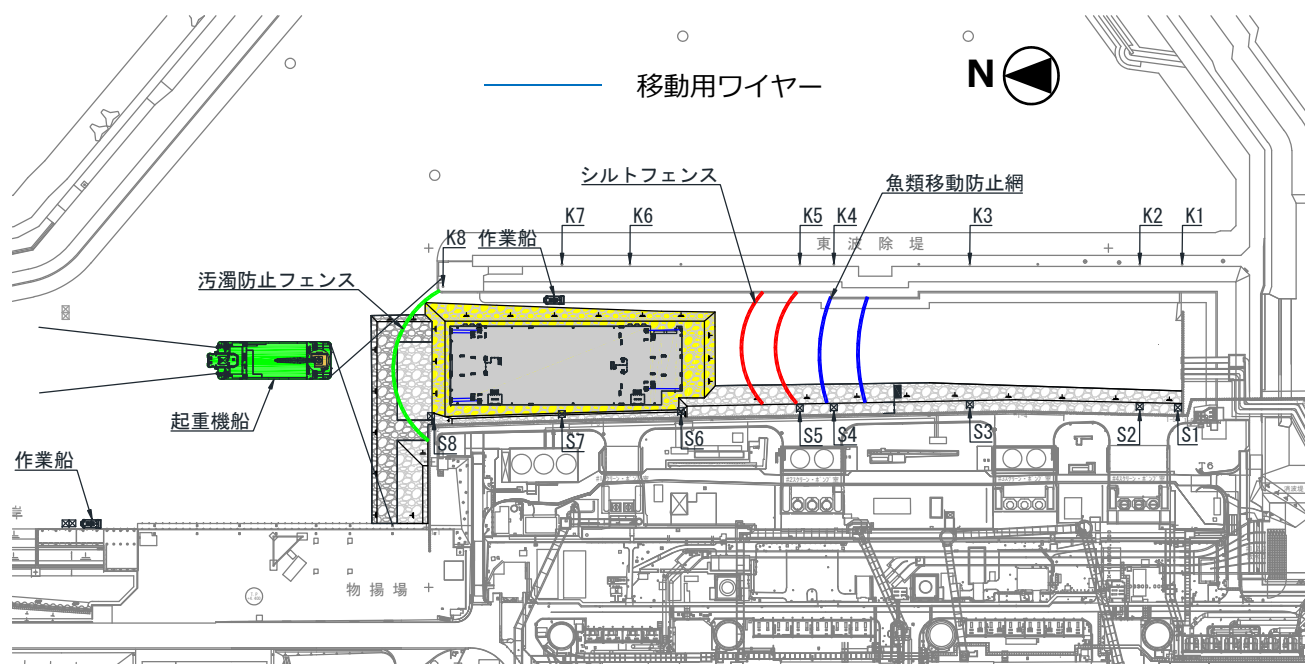 N
移動用ワイヤー
シルトフェンス
魚類移動防止網
K8
作業船
K7
K6
K5
K4
K3
K2
K1
東波除堤
汚濁防止フェンス
起重機船
S8
S7
S6
S5
S4
S3
S2
S1
作業船
岸
物揚場